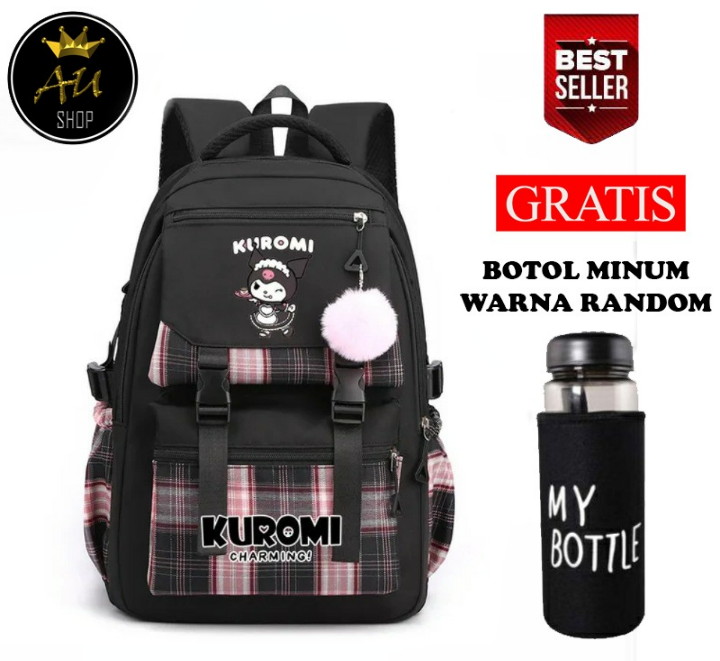 AU
SHOP
BEST
SELLER
GRATIS
BOTOL MINUM
WARNA RANDOM
KUROMI
KUROMI
CHARMING!
MY
BOTTLE